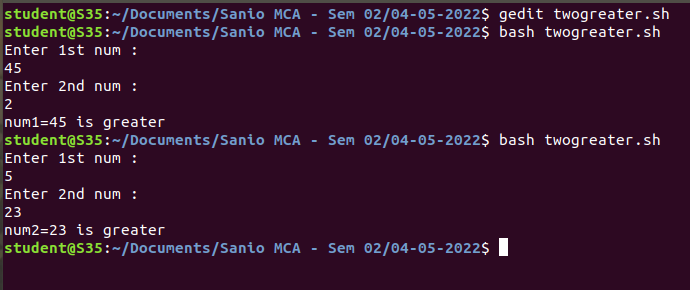 student@S35:~/Documents/Sanio MCA - Sem 02/04-05-2022$ gedit twogreater.sh
student@S35:~/Documents/Sanio MCA - Sem 02/04-05-2022$ bash twogreater.sh
Enter 1st num :
45
Enter 2nd num :
2
num1=45 is greater
student@S35:~/Documents/Sanio MCA - Sem 02/04-05-2022$ bash twogreater.sh
Enter 1st num :
5
Enter 2nd num :
23
num2=23 is greater
student@S35:~/Documents/Sanio MCA - Sem 02/04-05-2022$